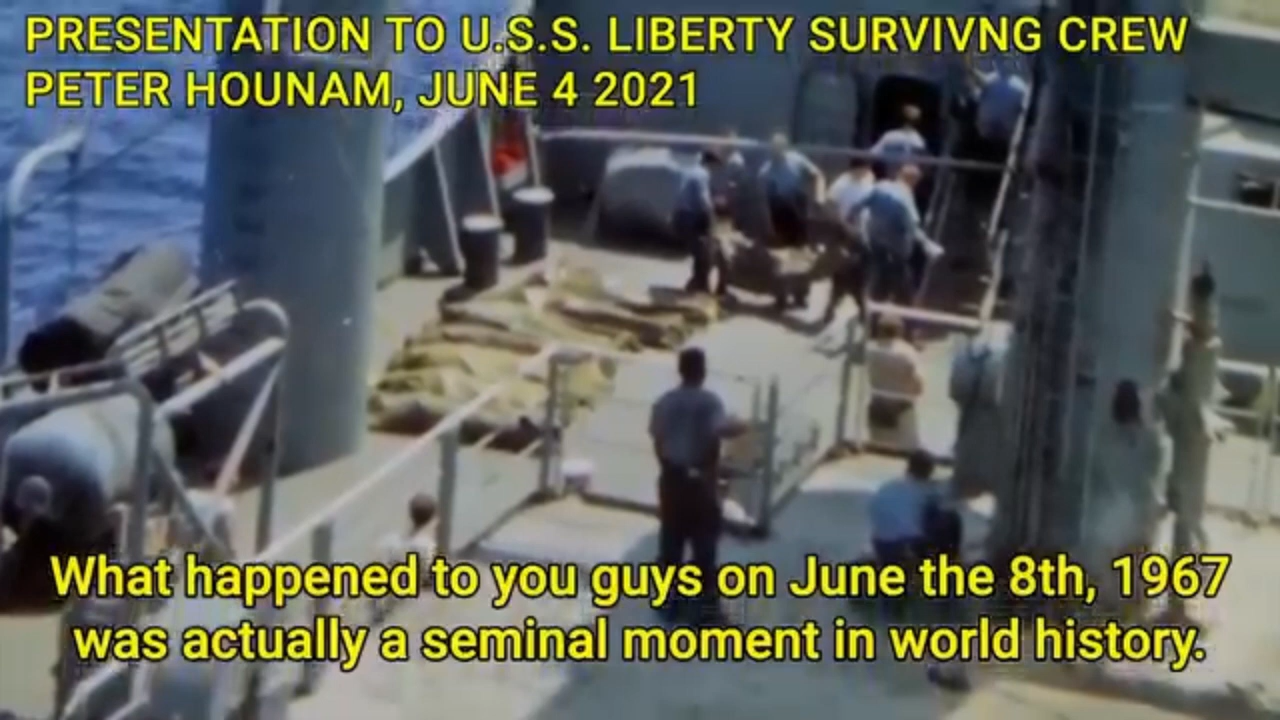 PRESENTATION TO U.S.S. LIBERTY SURVIVNG CREW
PETER HOUNAM, JUNE 4 2021
What happened to you guys on June the 8th, 1967
was actually a seminal moment in world history.